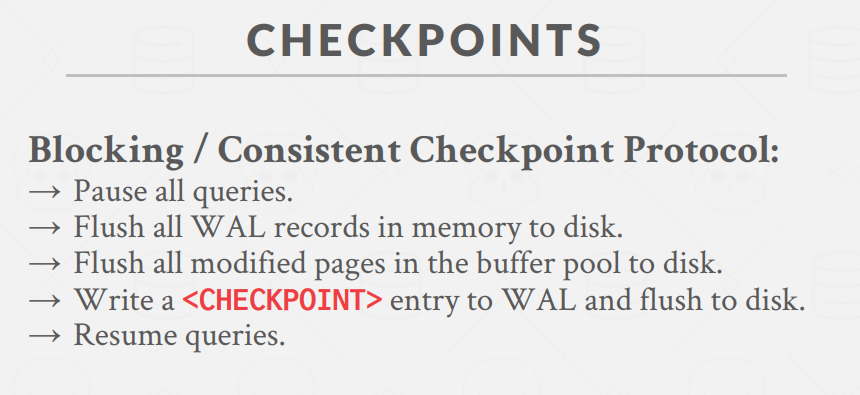 CHECKPOINTS
Blocking / Consistent Checkpoint Protocol:
→ Pause all queries.
→ Flush all WAL records in memory to disk.
→ Flush all modified pages in the buffer pool to disk.
→ Write a <CHECKPOINT> entry to WAL and flush to disk.
→ Resume queries.